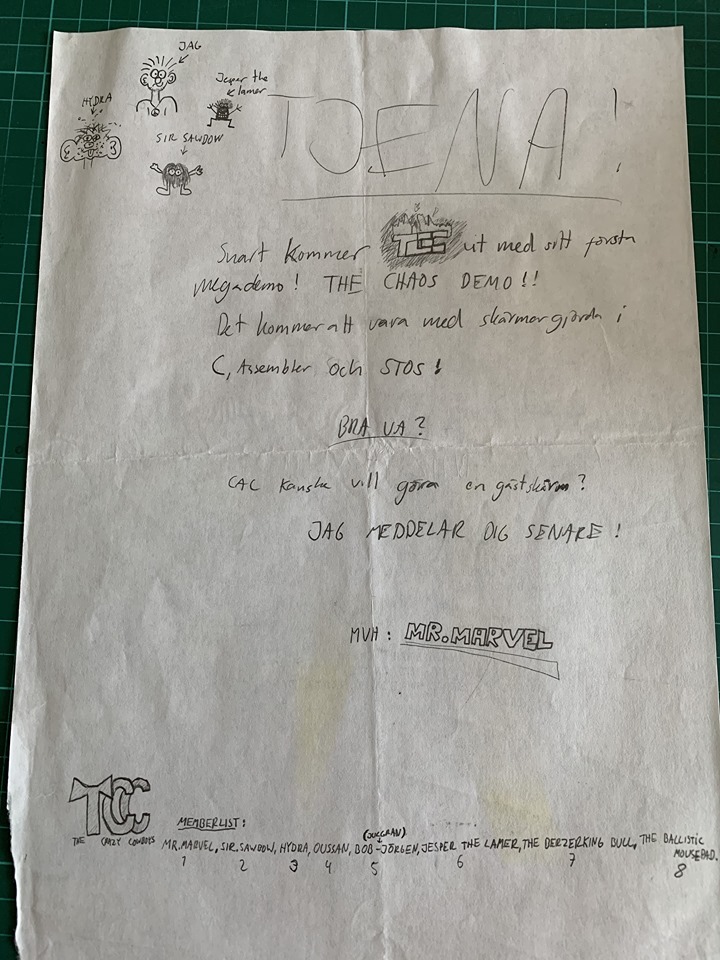 JAG
Jesper the
lamer
HYDRA
SIR SAWDOW
TJENA!
Snart kommer TCC ut med sitt första
megademo! THE CHAOS DEMO!!
Det kommer att vara med skärmar gjorda i
C, Assembler och STOS!
BRA VA?
CAC kanske vill göra en gästskärm?
JAG MEDDELAR DIG SENARE!
MVH: MR.MARVEL
TCC
THE CRAZY COWBOYS
MEMBERLIST:
MR.MARVEL, SIR.SAWDOW, HYDRA, OUSSAN, BOB-JÖRGEN, JESPER THE LAMER, THE DERZERKING BULL, THE BALLISTIC
MOUSEPAD.
1 2 3 4 5 6 7 8